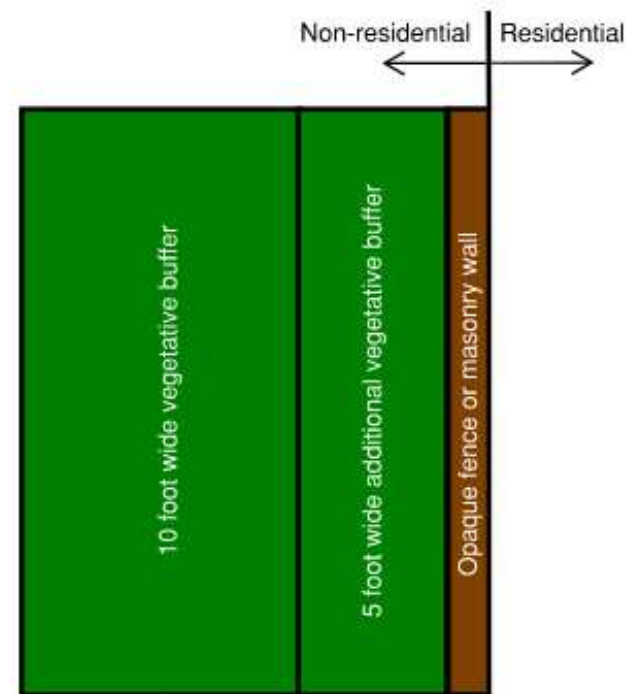 Non-residential
Residential
10 foot wide vegetative buffer
5 foot wide additional vegetative buffer
Opaque fence or masonry wall